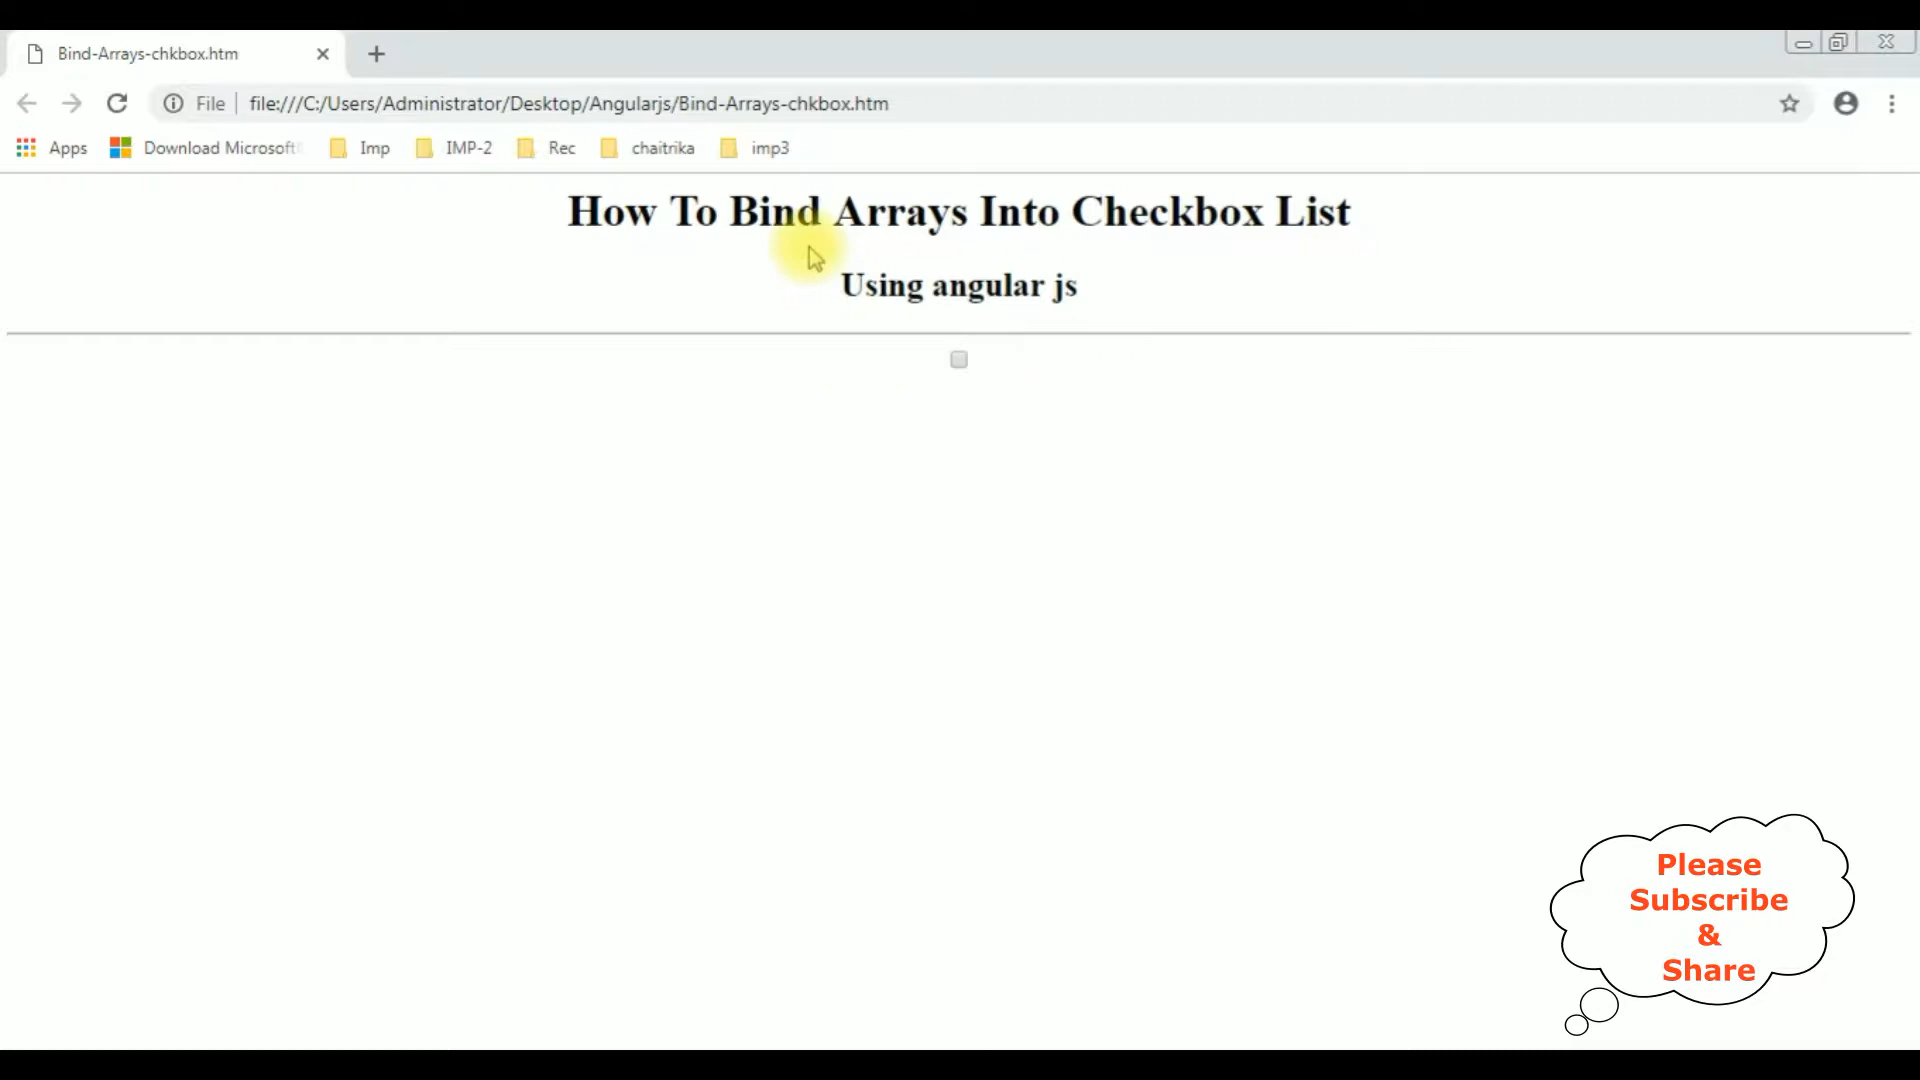 Bind-Arrays-chkbox.htm
File file:///C:/Users/Administrator/Desktop/Angularjs/Bind-Arrays-chkbox.htm
Apps Download Microsoft Imp IMP-2 Rec chaitrika imp3
How To Bind Arrays Into Checkbox List
Using angular js
Please
Subscribe
&
Share